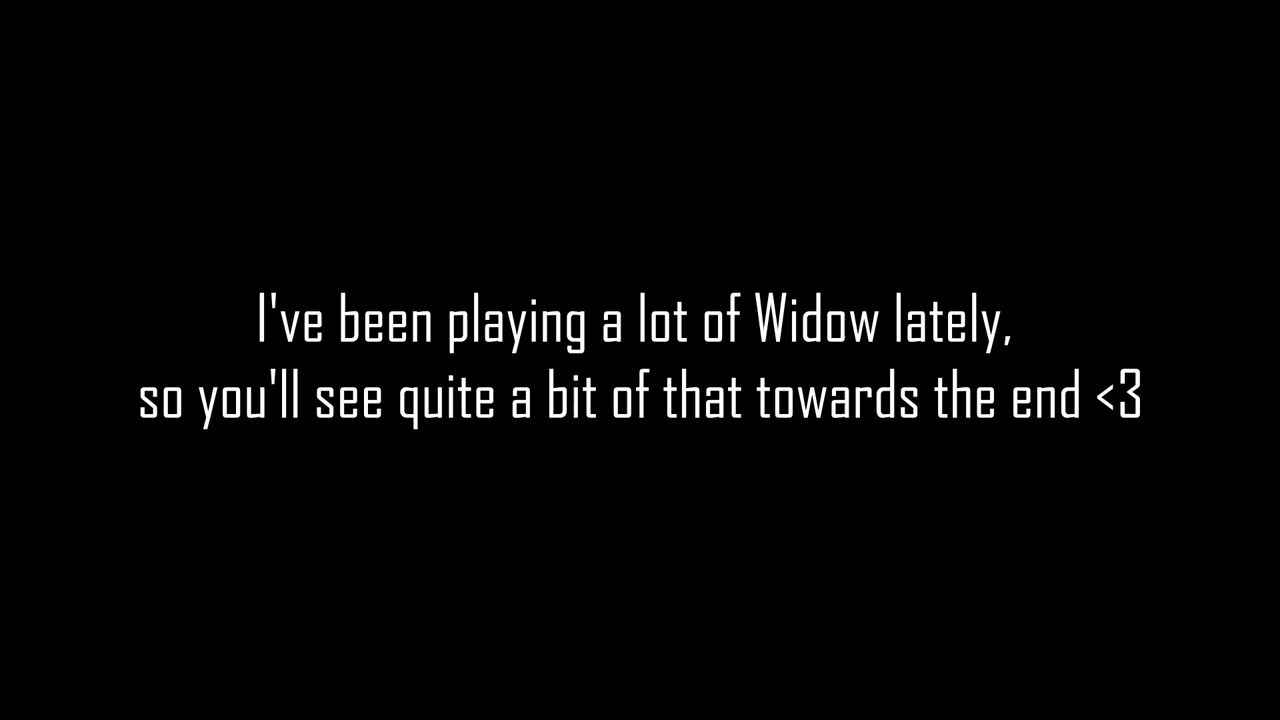 I've been playing a lot of Widow lately,
so you'll see quite a bit of that towards the end <3